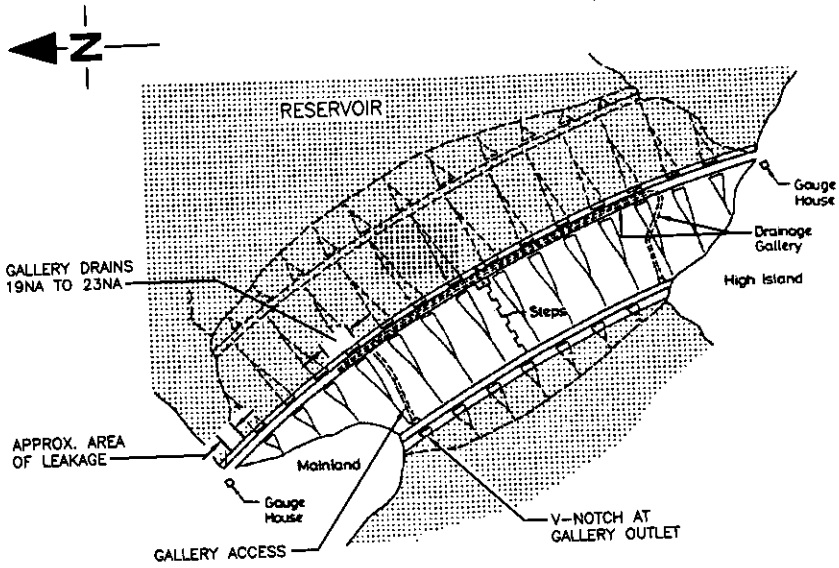 N
RESERVOIR
Gauge
House
Drainage
Gallery
High Island
GALLERY DRAINS
19NA TO 23NA
Steps
APPROX. AREA
OF LEAKAGE
Mainland
Gauge
House
V-NOTCH AT
GALLERY OUTLET
GALLERY ACCESS